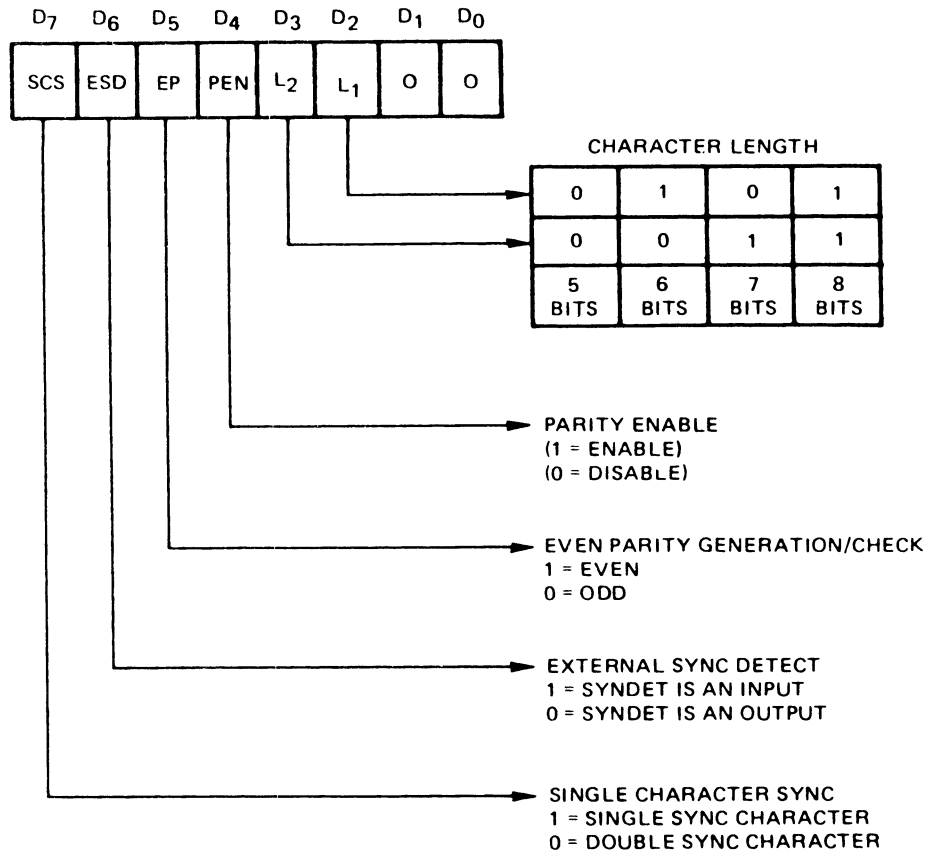 D7 D6 D5 D4 D3 D2 D1 D0
SCS ESD EP PEN L2 L1 0 0
CHARACTER LENGTH
0 1 0 1
0 0 1 1
5 BITS 6 BITS 7 BITS 8 BITS
PARITY ENABLE
(1 = ENABLE)
(0 = DISABLE)
EVEN PARITY GENERATION/CHECK
1 = EVEN
0 = ODD
EXTERNAL SYNC DETECT
1 = SYNDET IS AN INPUT
0 = SYNDET IS AN OUTPUT
SINGLE CHARACTER SYNC
1 = SINGLE SYNC CHARACTER
0 = DOUBLE SYNC CHARACTER